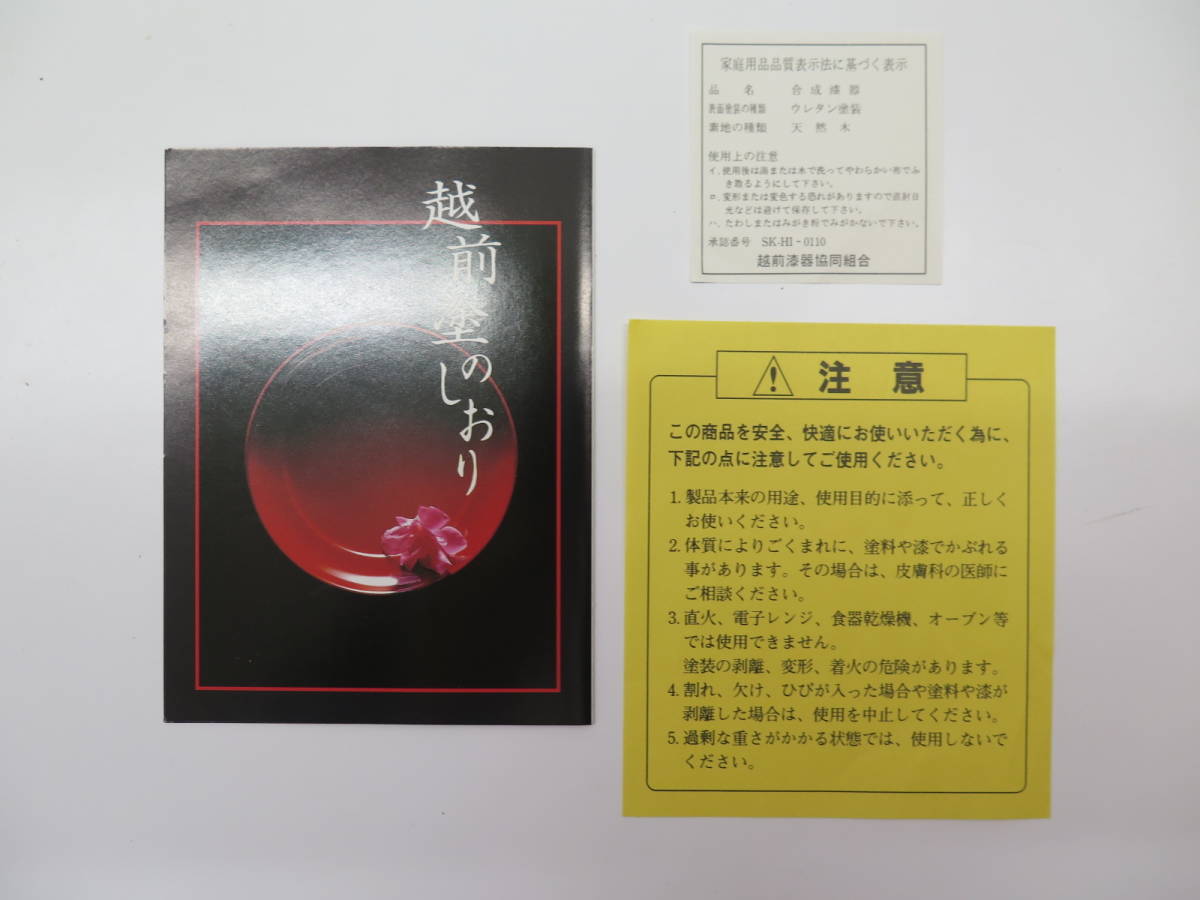 越前塗のしおり
家庭用品品質表示法に基づく表示
品　　名　　合 成 漆 器
表面塗装の種類　ウレタン塗装
素地の種類　天　然　木
使用上の注意
イ.使用後は湯または水で洗ってやわらかい布でふ
き取るようにして下さい。
ロ.変形または変色する恐れがありますので直射日
光などは避けて保存して下さい。
ハ.たわしまたはみがき粉でみがかないで下さい。
承認番号　SK-HI-0110
越前漆器協同組合
注　意
この商品を安全、快適にお使いいただく為に、
下記の点に注意してご使用ください。
1.製品本来の用途、使用目的に添って、正しく
お使いください。
2.体質によりごくまれに、塗料や漆でかぶれる
事があります。その場合は、皮膚科の医師に
ご相談ください。
3.直火、電子レンジ、食器乾燥機、オーブン等
では使用できません。
塗装の剥離、変形、着火の危険があります。
4.割れ、欠け、ひびが入った場合や塗料や漆が
剥離した場合は、使用を中止してください。
5.過剰な重さがかかる状態では、使用しないで
ください。